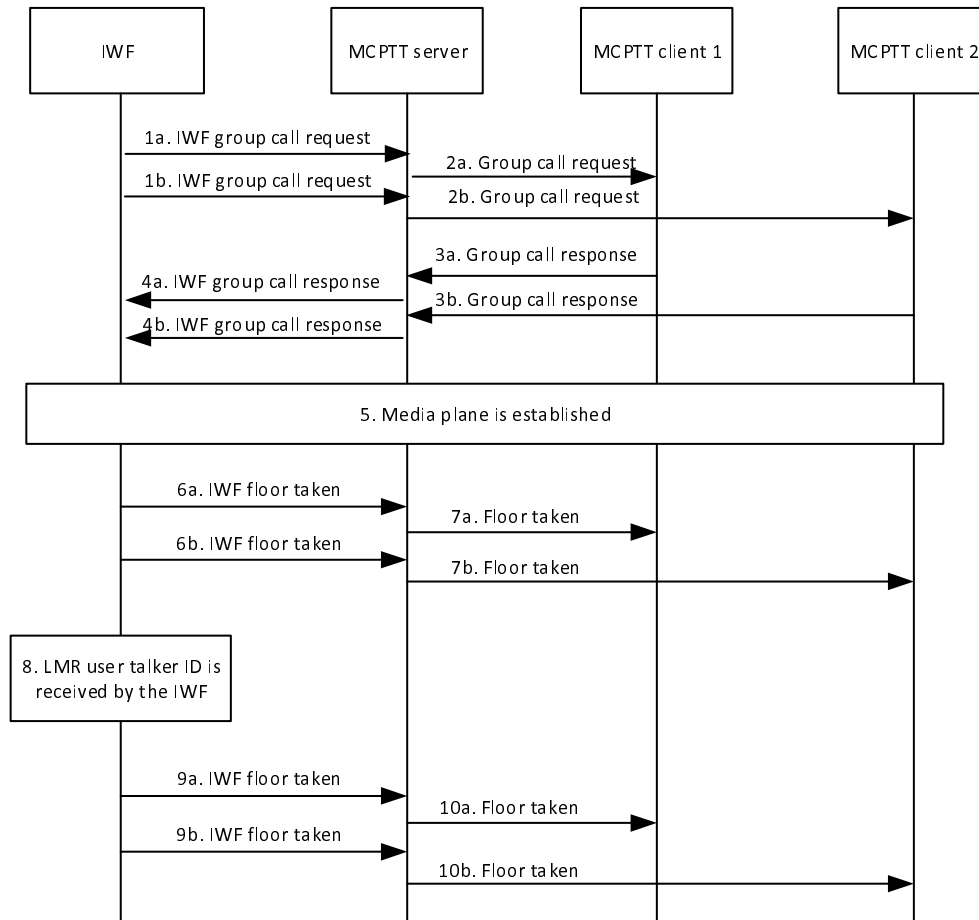 IWF
MCPTT server
MCPTT client 1
MCPTT client 2
1a. IWF group call request
2a. Group call request
1b. IWF group call request
2b. Group call request
3a. Group call response
4a. IWF group call response
3b. Group call response
4b. IWF group call response
5. Media plane is established
6a. IWF floor taken
7a. Floor taken
6b. IWF floor taken
7b. Floor taken
8. LMR user talker ID is
received by the IWF
9a. IWF floor taken
10a. Floor taken
9b. IWF floor taken
10b. Floor taken